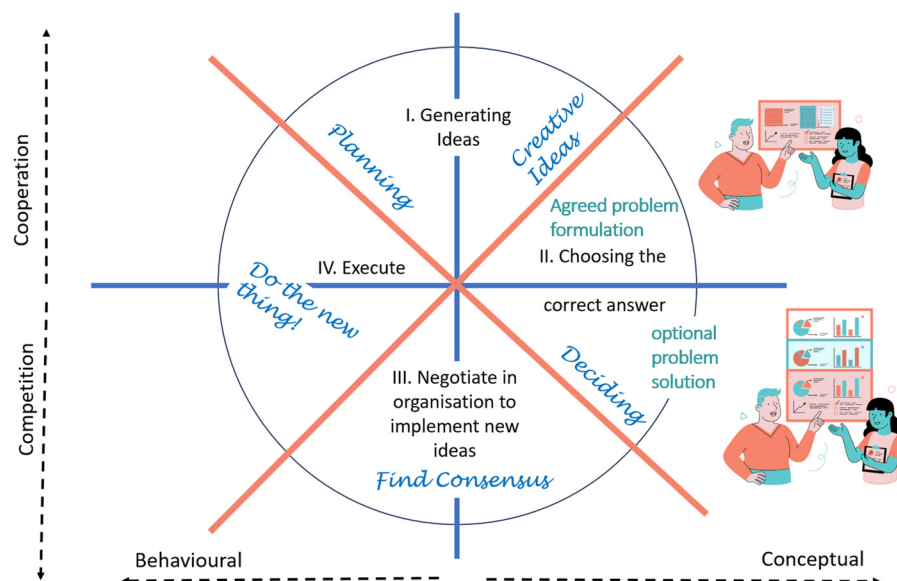 I. Generating
Ideas
Creative
Ideas
Planning
Cooperation
Agreed problem
formulation
II. Choosing the
IV. Execute
Do the new
thing!
correct answer
optional
problem
solution
Deciding
Competition
III. Negotiate in
organisation to
implement new
ideas
Find Consensus
Behavioural
Conceptual